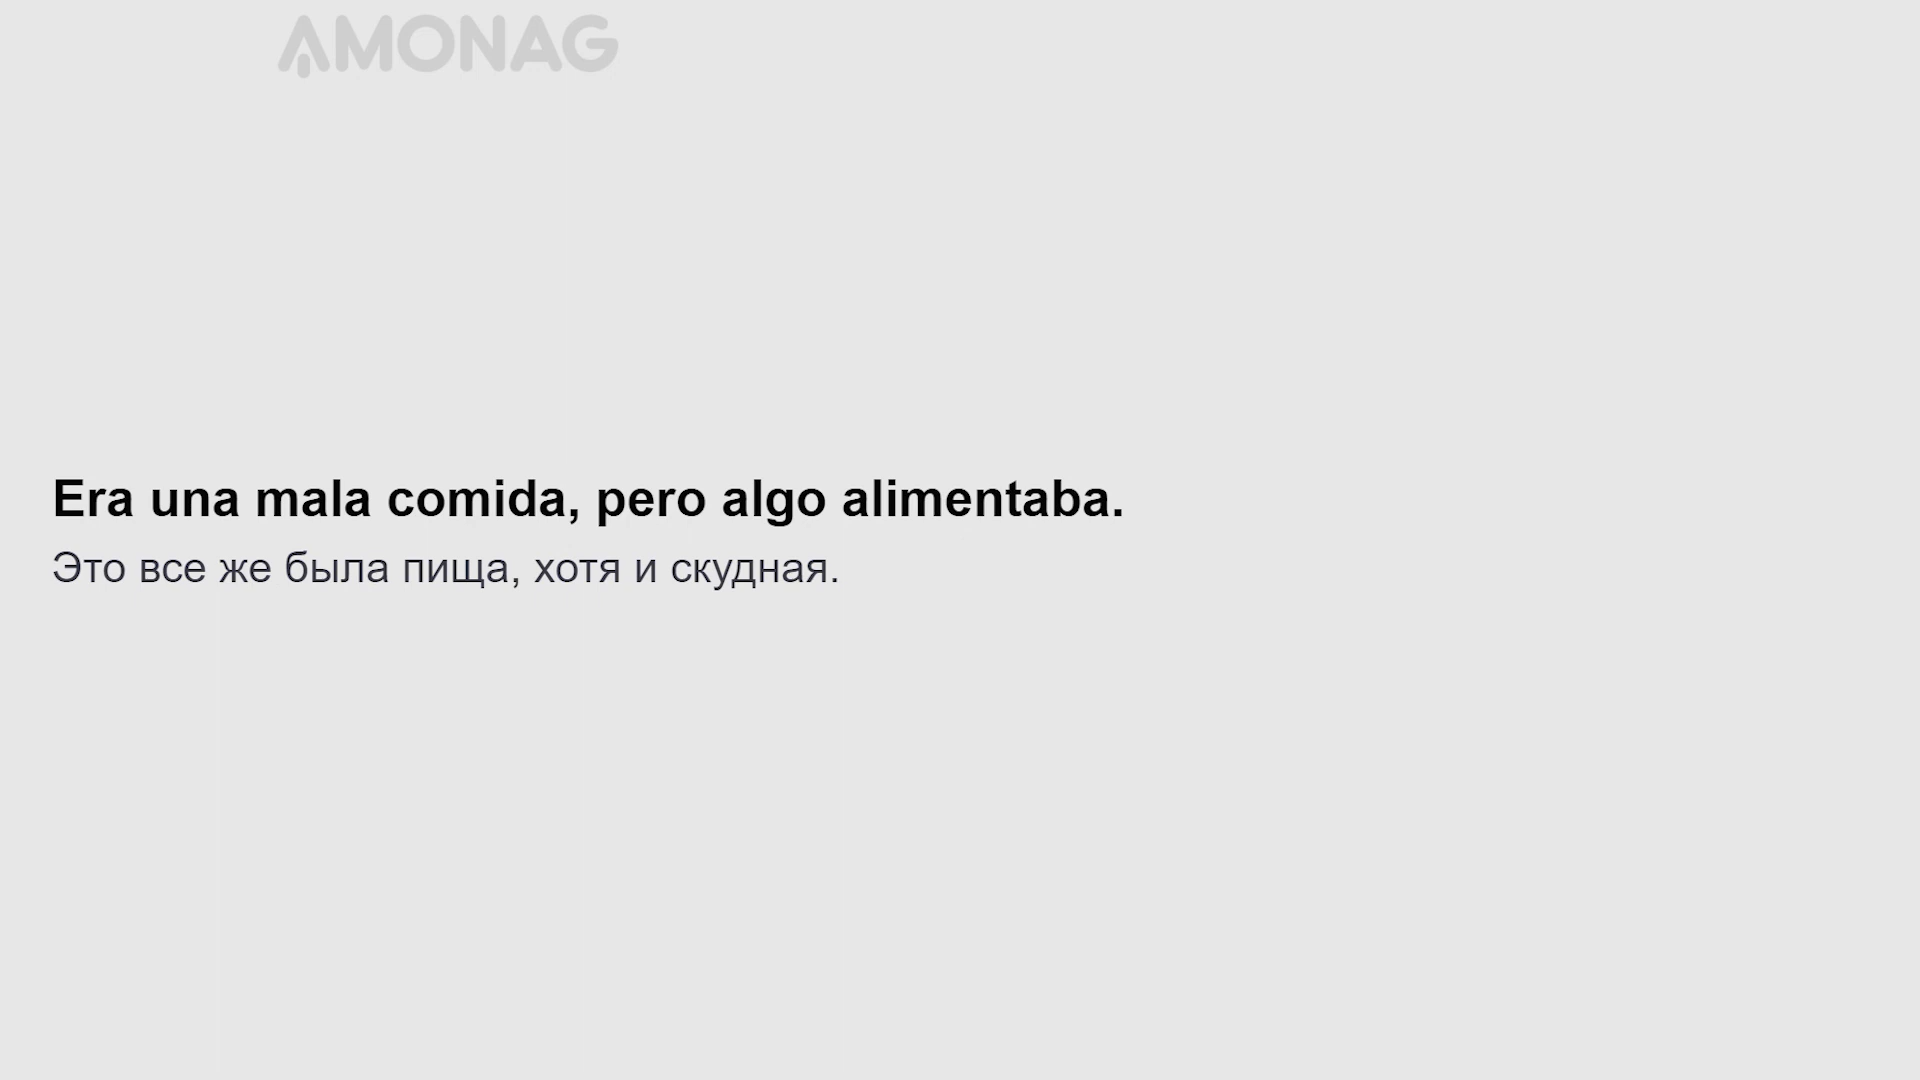 AMONAG
Era una mala comida, pero algo alimentaba.
Это все же была пища, хотя и скудная.